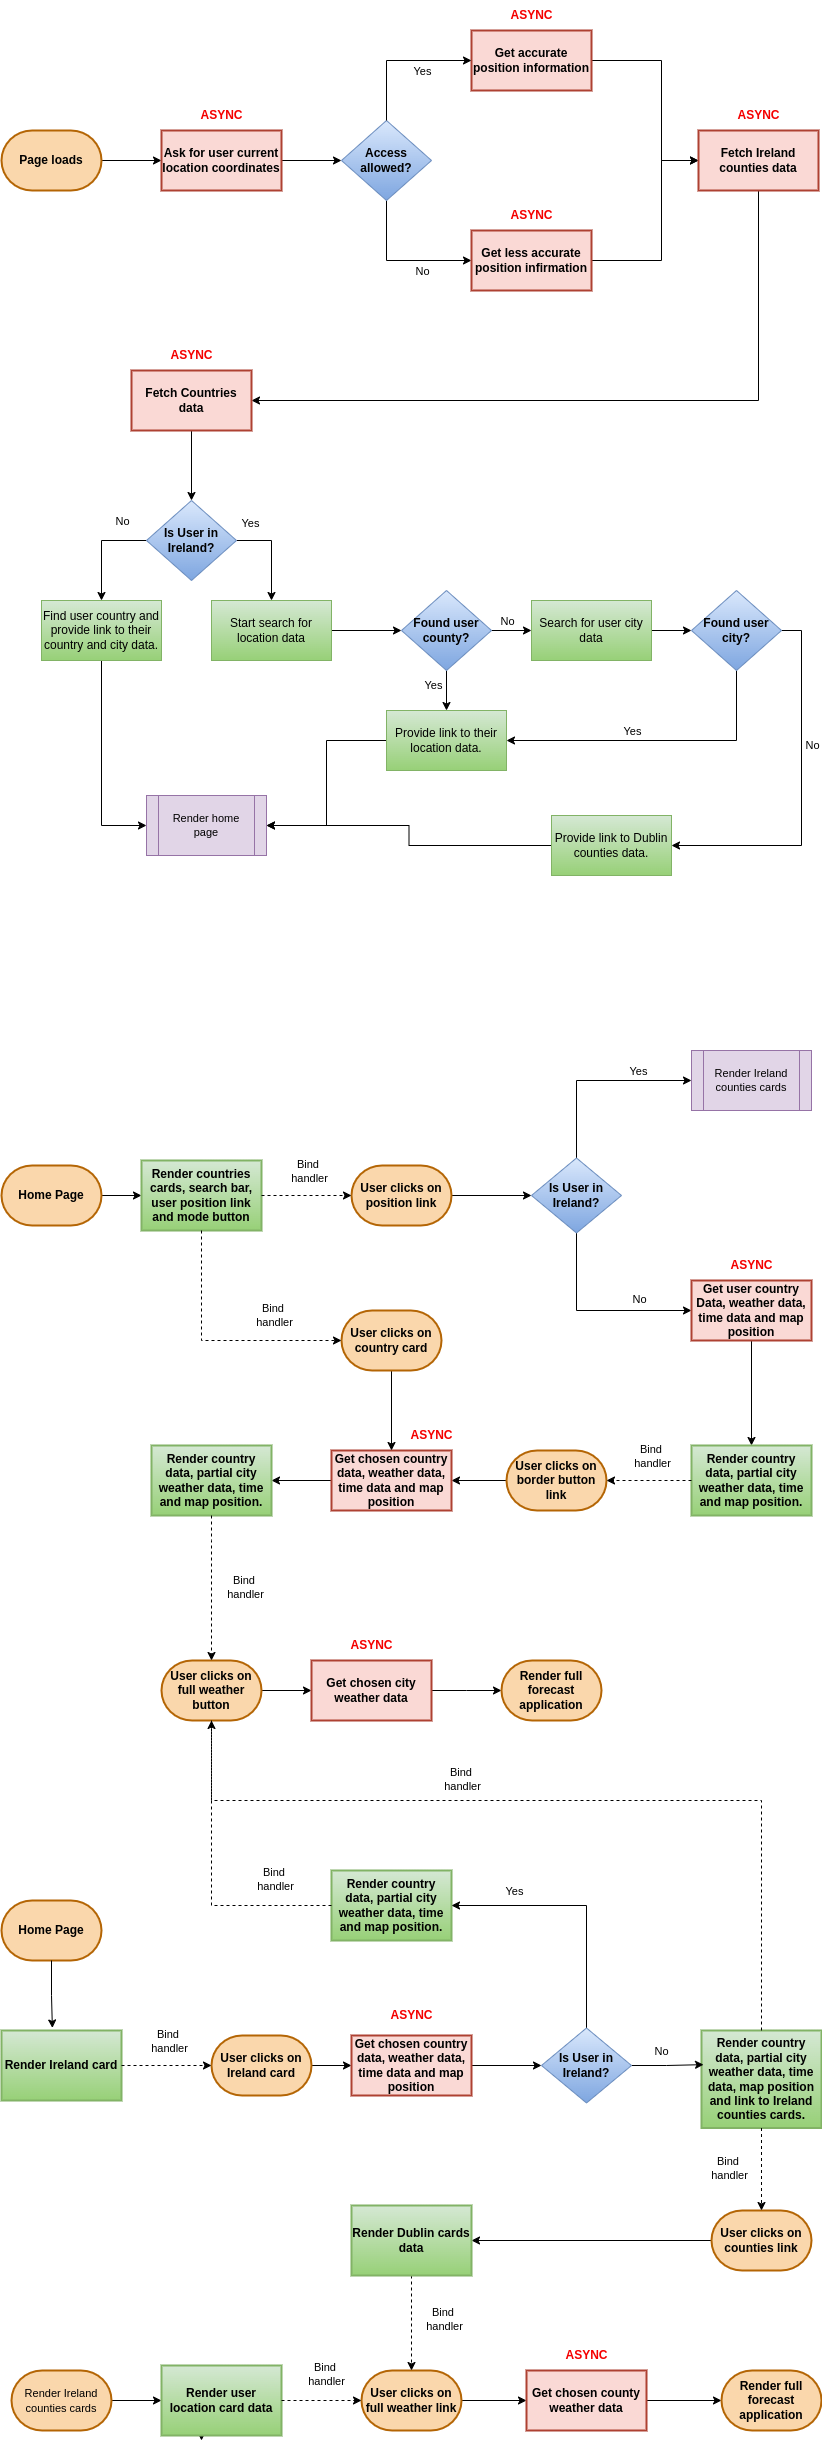 ASYNC
Get accurate
position information
Yes
ASYNC
ASYNC
Page loads
Ask for user current
location coordinates
Access
allowed?
Fetch Ireland
counties data
ASYNC
Get less accurate
position infirmation
No
ASYNC
Fetch Countries
data
No
Is User in
Ireland?
Yes
Find user country and
provide link to their
country and city data.
Start search for
location data
Found user
county?
No
Search for user city
data
Found user
city?
Yes
Provide link to their
location data.
Yes
No
Render home
page
Provide link to Dublin
counties data.
Yes
Render Ireland
counties cards
Home Page
Render countries
cards, search bar,
user position link
and mode button
Bind
handler
User clicks on
position link
Is User in
Ireland?
ASYNC
No
Get user country
Data, weather data,
time data and map
position
Bind
handler
User clicks on
country card
ASYNC
Render country
data, partial city
weather data, time
and map position.
Get chosen country
data, weather data,
time data and map
position
User clicks on
border button
link
Bind
handler
Render country
data, partial city
weather data, time
and map position.
Bind
handler
ASYNC
User clicks on
full weather
button
Get chosen city
weather data
Render full
forecast
application
Bind
handler
Bind
handler
Render country
data, partial city
weather data, time
and map position.
Yes
Home Page
ASYNC
Render Ireland card
Bind
handler
User clicks on
Ireland card
Get chosen country
data, weather data,
time data and map
position
Is User in
Ireland?
No
Render country
data, partial city
weather data, time
data, map position
and link to Ireland
counties cards.
Bind
handler
Render Dublin cards
data
User clicks on
counties link
Bind
handler
ASYNC
Render Ireland
counties cards
Render user
location card data
Bind
handler
User clicks on
full weather link
Get chosen county
weather data
Render full
forecast
application